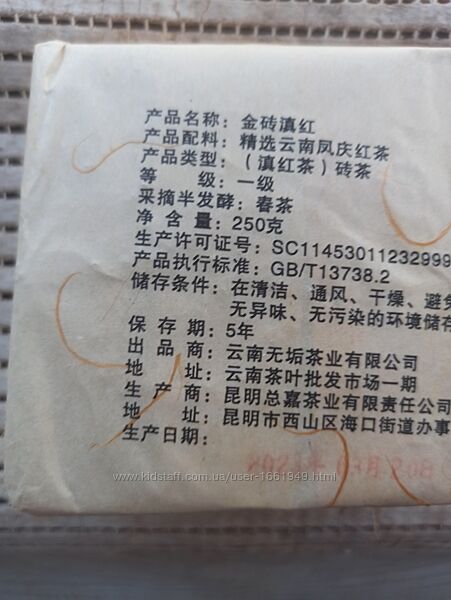 产品名称：金砖滇红
产品配料：精选云南凤庆红茶
产品类型：（滇红茶）砖茶
等　　级：一级
采摘半发酵：春茶
净 含 量：250克
生产许可证号：SC11453011232999
产品执行标准：GB/T13738.2
储存条件：在清洁、通风、干燥、避免
无异味、无污染的环境储存
保 存 期：5年
出 品 商：云南无垢茶业有限公司
地　　址：云南茶叶批发市场一期
生 产 商：昆明总嘉茶业有限责任公司
地　　址：昆明市西山区海口街道办事
生产日期：
www.kidstaff.com.ua/user-1661949.html